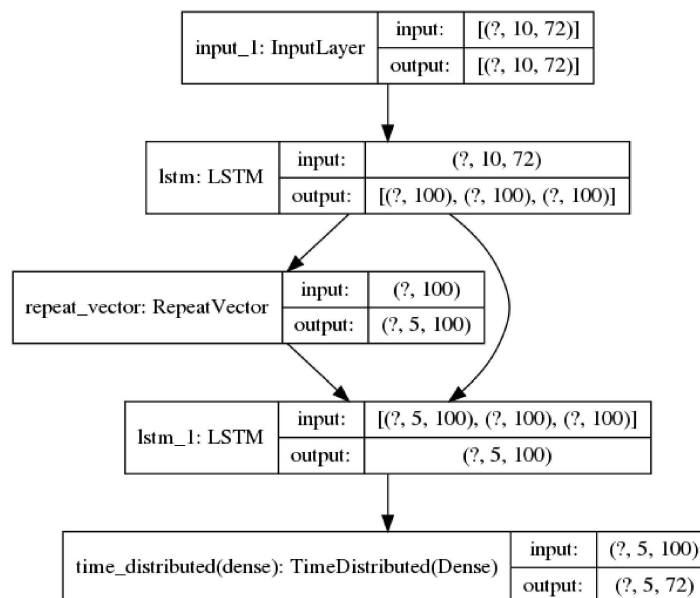 input_1: InputLayer
input: [(?, 10, 72)]
output: [(?, 10, 72)]
lstm: LSTM
input: (?, 10, 72)
output: [(?, 100), (?, 100), (?, 100)]
repeat_vector: RepeatVector
input: (?, 100)
output: (?, 5, 100)
lstm_1: LSTM
input: [(?, 5, 100), (?, 100), (?, 100)]
output: (?, 5, 100)
time_distributed(dense): TimeDistributed(Dense)
input: (?, 5, 100)
output: (?, 5, 72)